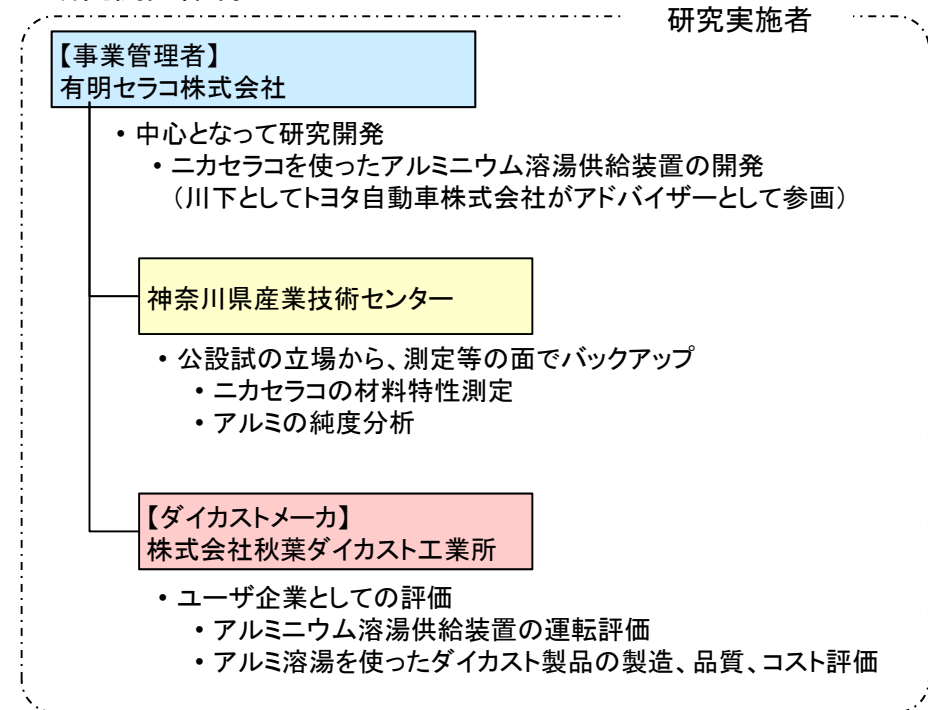 研究実施者
【事業管理者】
有明セラコ株式会社
・中心となって研究開発
・ニカセラコを使ったアルミニウム溶湯供給装置の開発
（川下としてトヨタ自動車株式会社がアドバイザーとして参画）
神奈川県産業技術センター
・公設試の立場から、測定等の面でバックアップ
・ニカセラコの材料特性測定
・アルミの純度分析
【ダイカストメーカ】
株式会社秋葉ダイカスト工業所
・ユーザ企業としての評価
・アルミニウム溶湯供給装置の運転評価
・アルミ溶湯を使ったダイカスト製品の製造、品質、コスト評価